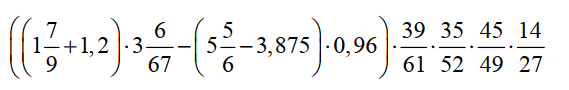 ((1 7/9 + 1,2) · 3 6/67 − (5 5/6 − 3,875) · 0,96) · 39/61 · 35/52 · 45/49 · 14/27